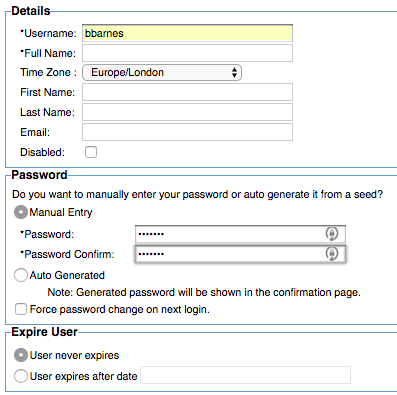 Details
*Username: bbarnes
*Full Name:
Time Zone : Europe/London
First Name:
Last Name:
Email:
Disabled:
Password
Do you want to manually enter your password or auto generate it from a seed?
Manual Entry
*Password: •••••••
*Password Confirm: •••••••
Auto Generated
Note: Generated password will be shown in the confirmation page.
Force password change on next login.
Expire User
User never expires
User expires after date